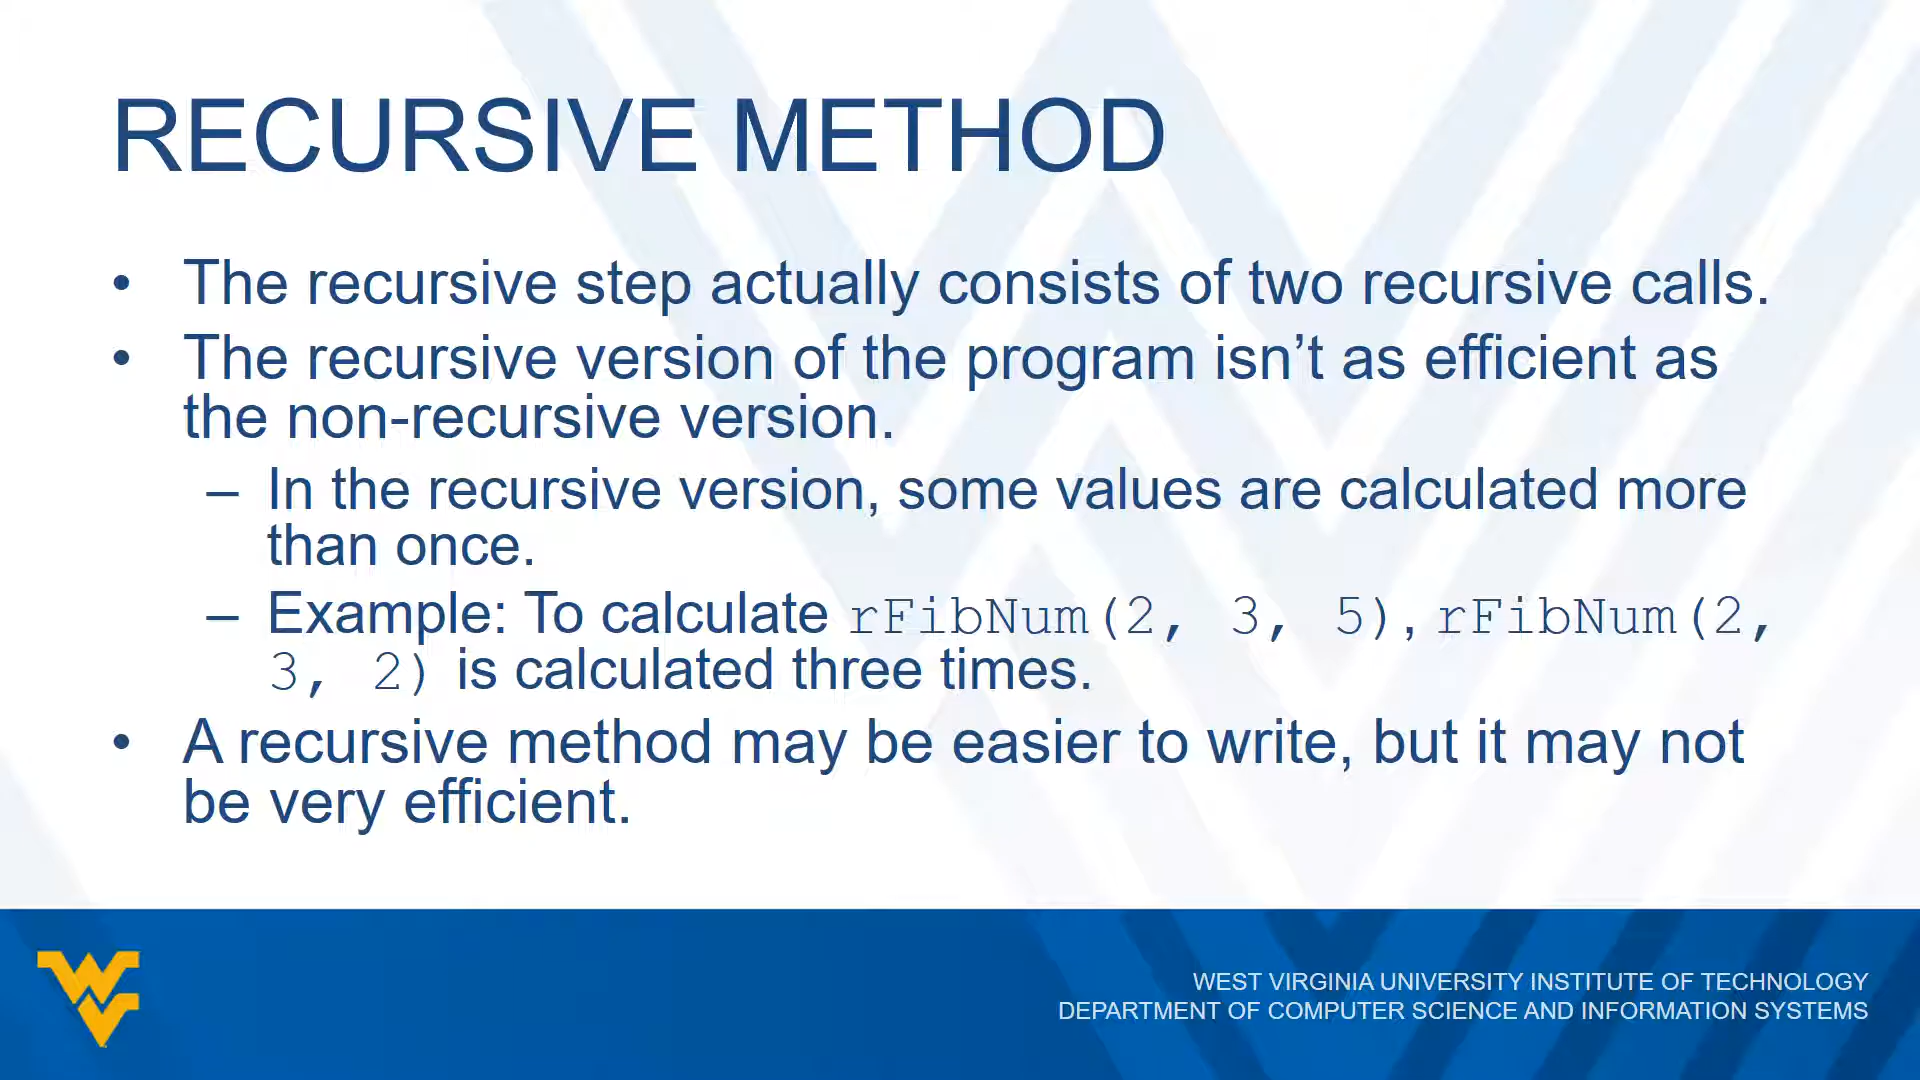 RECURSIVE METHOD
• The recursive step actually consists of two recursive calls.
• The recursive version of the program isn’t as efficient as
the non-recursive version.
– In the recursive version, some values are calculated more
than once.
– Example: To calculate rFibNum(2, 3, 5), rFibNum(2,
3, 2) is calculated three times.
• A recursive method may be easier to write, but it may not
be very efficient.
WEST VIRGINIA UNIVERSITY INSTITUTE OF TECHNOLOGY
DEPARTMENT OF COMPUTER SCIENCE AND INFORMATION SYSTEMS